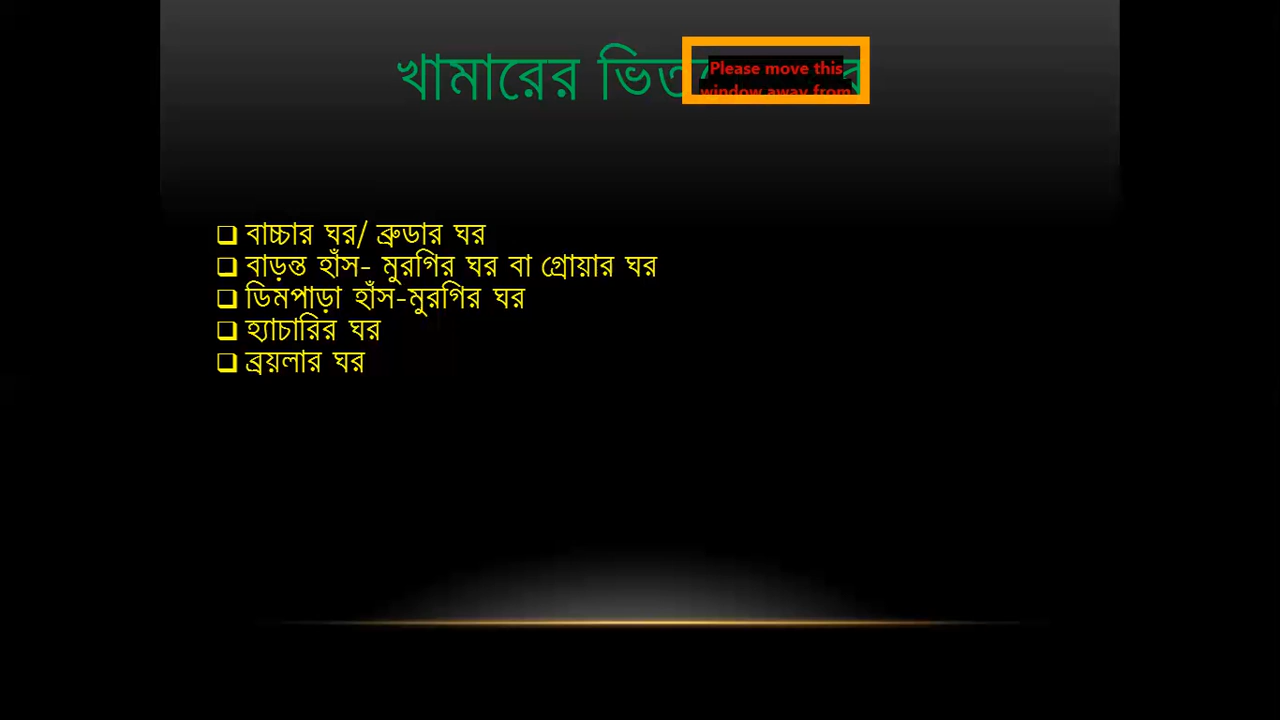 খামারের
Please move this
window away from
বাচ্চার ঘর/ ব্রুডার ঘর
বাড়ন্ত হাঁস- মুরগির ঘর বা গ্রোয়ার ঘর
ডিমপাড়া হাঁস-মুরগির ঘর
হ্যাচারির ঘর
ব্রয়লার ঘর